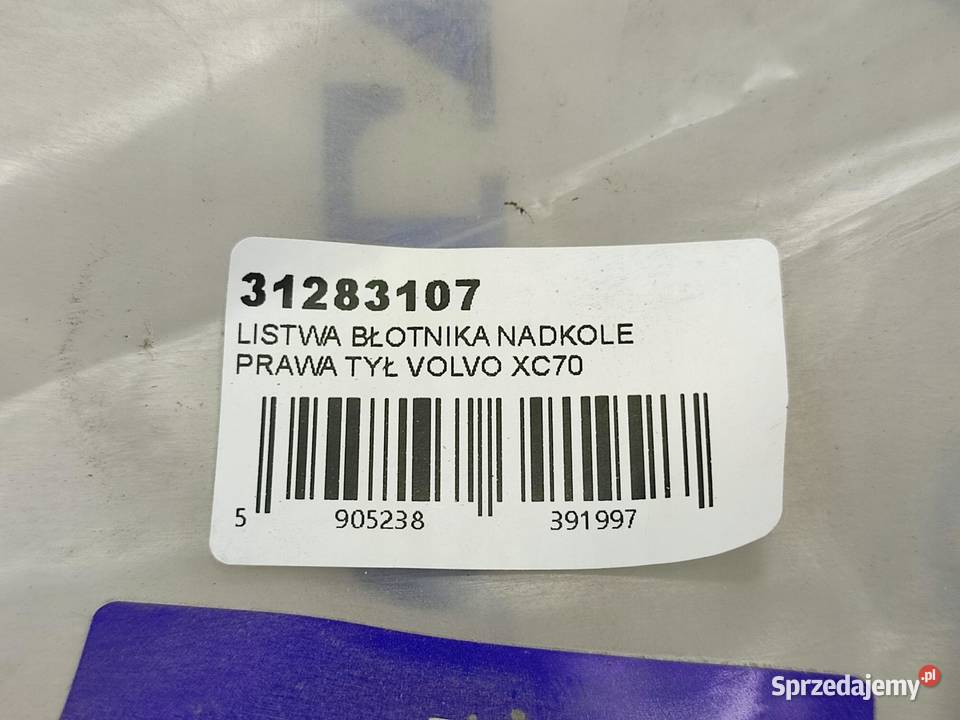 31283107
LISTWA BŁOTNIKA NADKOLE
PRAWA TYŁ VOLVO XC70
5 905238 391997
Sprzedajemy.pl